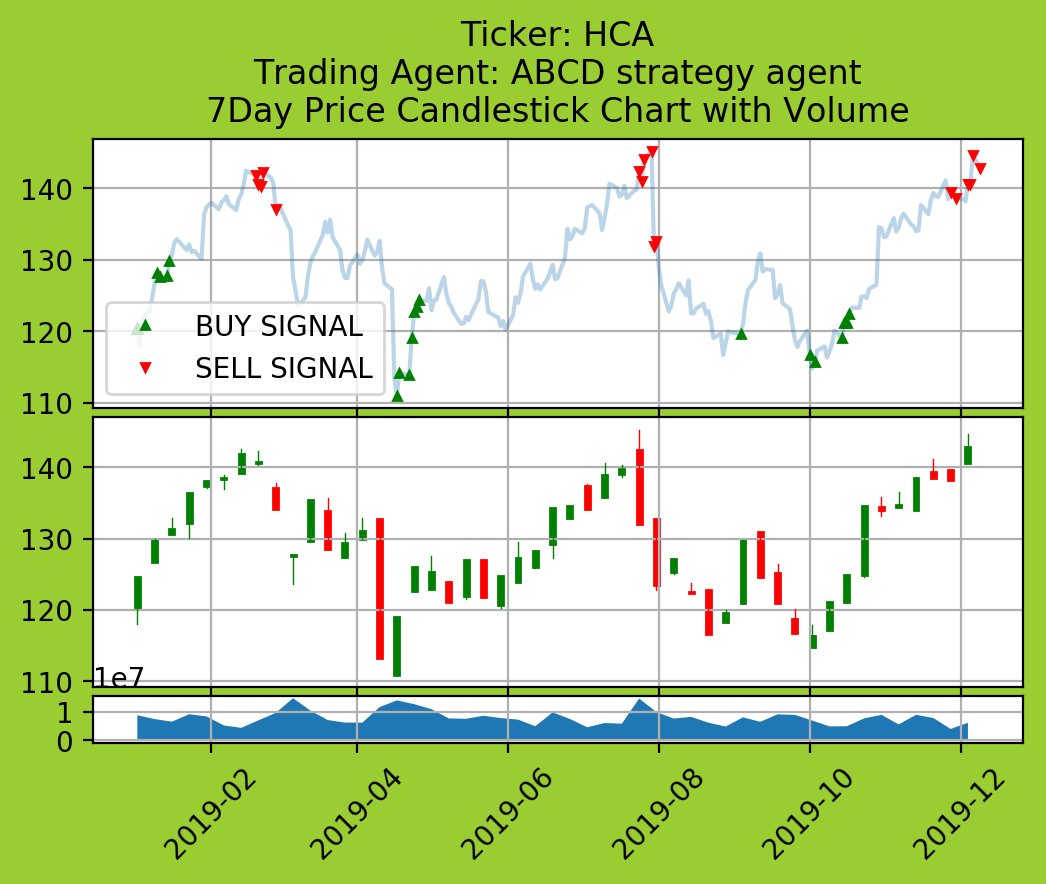 Ticker: HCA
Trading Agent: ABCD strategy agent
7Day Price Candlestick Chart with Volume
140
130
120
110
BUY SIGNAL
SELL SIGNAL
140
130
120
110
1e7
1
0
2019-02
2019-04
2019-06
2019-08
2019-10
2019-12